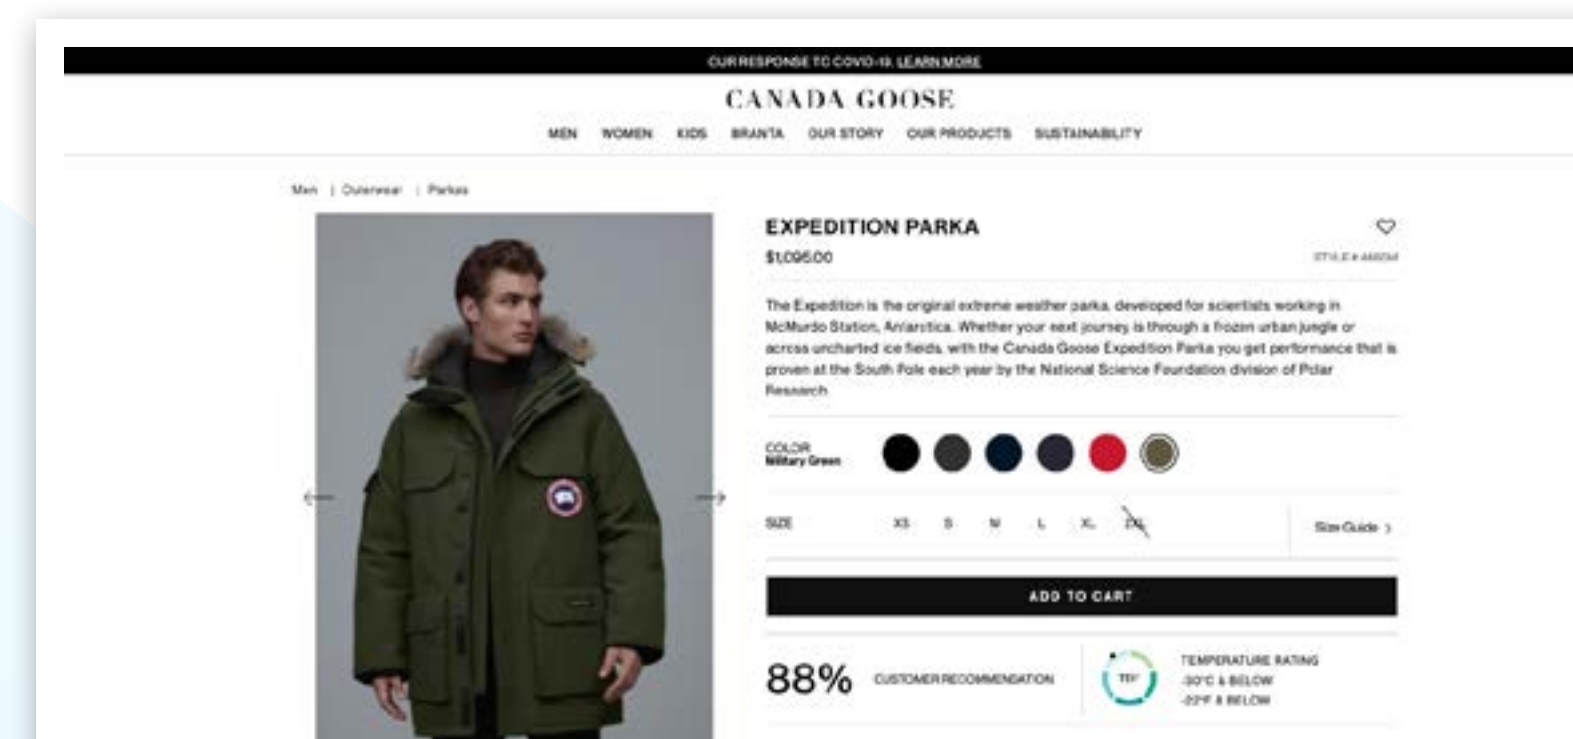 OUR RESPONSE TO COVID-19. LEARN MORE
CANADA GOOSE
MEN WOMEN KIDS BRANTA OUR STORY OUR PRODUCTS SUSTAINABILITY
Men | Outerwear | Parkas
EXPEDITION PARKA
$1,095.00
STYLE #
The Expedition is the original extreme weather parka, developed for scientists working in
McMurdo Station, Antarctica. Whether your next journey is through a frozen urban jungle or
across uncharted ice fields, with the Canada Goose Expedition Parka you get performance that is
proven at the South Pole each year by the National Science Foundation division of Polar
Research.
COLOR
Military Green
SIZE XS S M L XL 2XL Size Guide >
ADD TO CART
88% CUSTOMER RECOMMENDATION
TEMPERATURE RATING
-30°C & BELOW
-22°F & BELOW